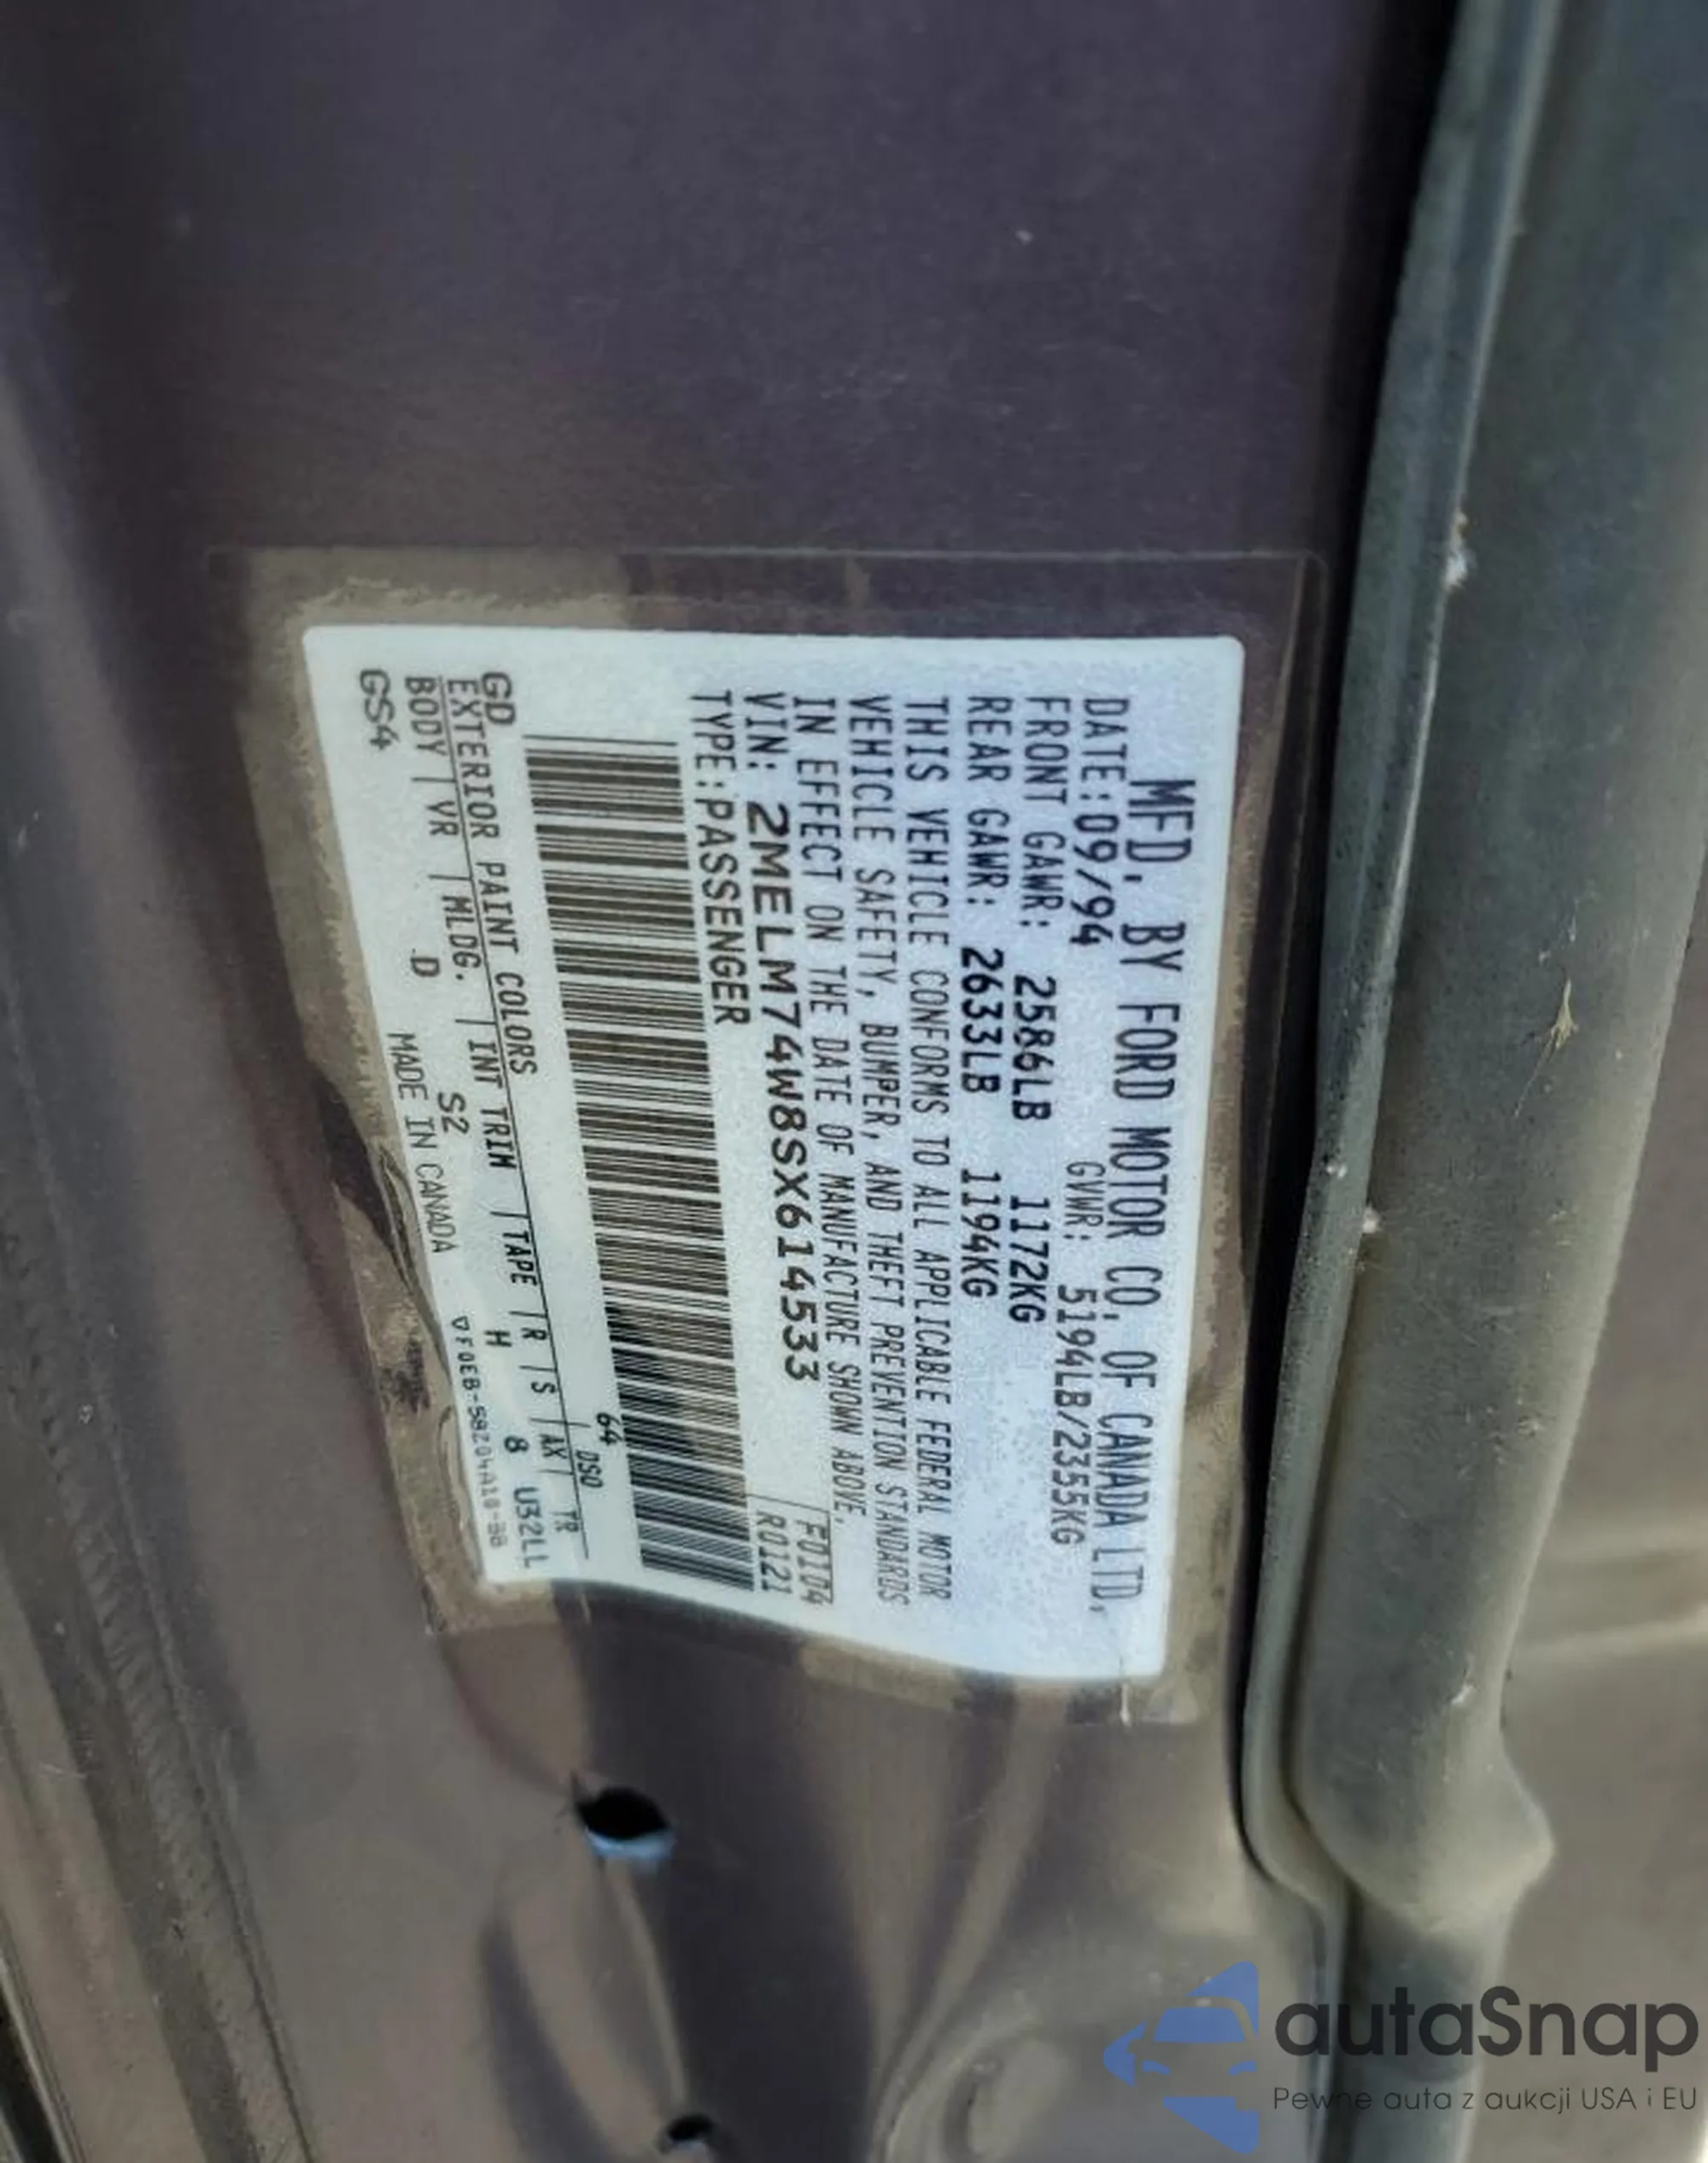 MFD. BY FORD MOTOR CO. OF CANADA LTD.
DATE: 09/94 GVWR: 5194LB/2355KG
FRONT GAWR: 2586LB 1172KG
REAR GAWR: 2633LB 1194KG
THIS VEHICLE CONFORMS TO ALL APPLICABLE FEDERAL MOTOR
VEHICLE SAFETY, BUMPER, AND THEFT PREVENTION STANDARDS
IN EFFECT ON THE DATE OF MANUFACTURE SHOWN ABOVE.
VIN: 2MELM74W8SX614533 F0104
TYPE: PASSENGER R0121
64
GD
EXTERIOR PAINT COLORS DSO
BODY | VR | MLDG. | INT TRIM | TAPE | R | S | AX | TR
GS4 D S2 H 8 U32LL
MADE IN CANADA
autaSnap
Pewne auta z aukcji USA i EU